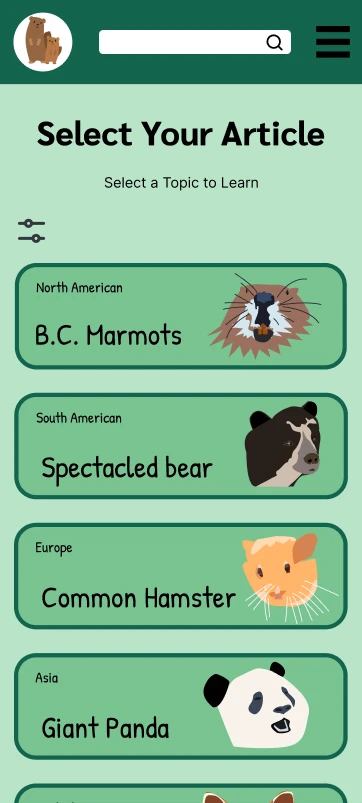 Select Your Article
Select a Topic to Learn
North American
B.C. Marmots
South American
Spectacled bear
Europe
Common Hamster
Asia
Giant Panda